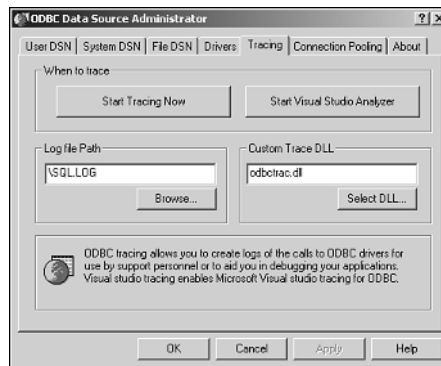 ODBC Data Source Administrator
User DSN System DSN File DSN Drivers Tracing Connection Pooling About
When to trace
Start Tracing Now Start Visual Studio Analyzer
Log file Path Custom Trace DLL
\SQL.LOG odbctrac.dll
Browse... Select DLL...
ODBC tracing allows you to create logs of the calls to ODBC drivers for
use by support personnel or to aid you in debugging your applications.
Visual studio tracing enables Microsoft Visual studio tracing for ODBC.
OK Cancel Apply Help